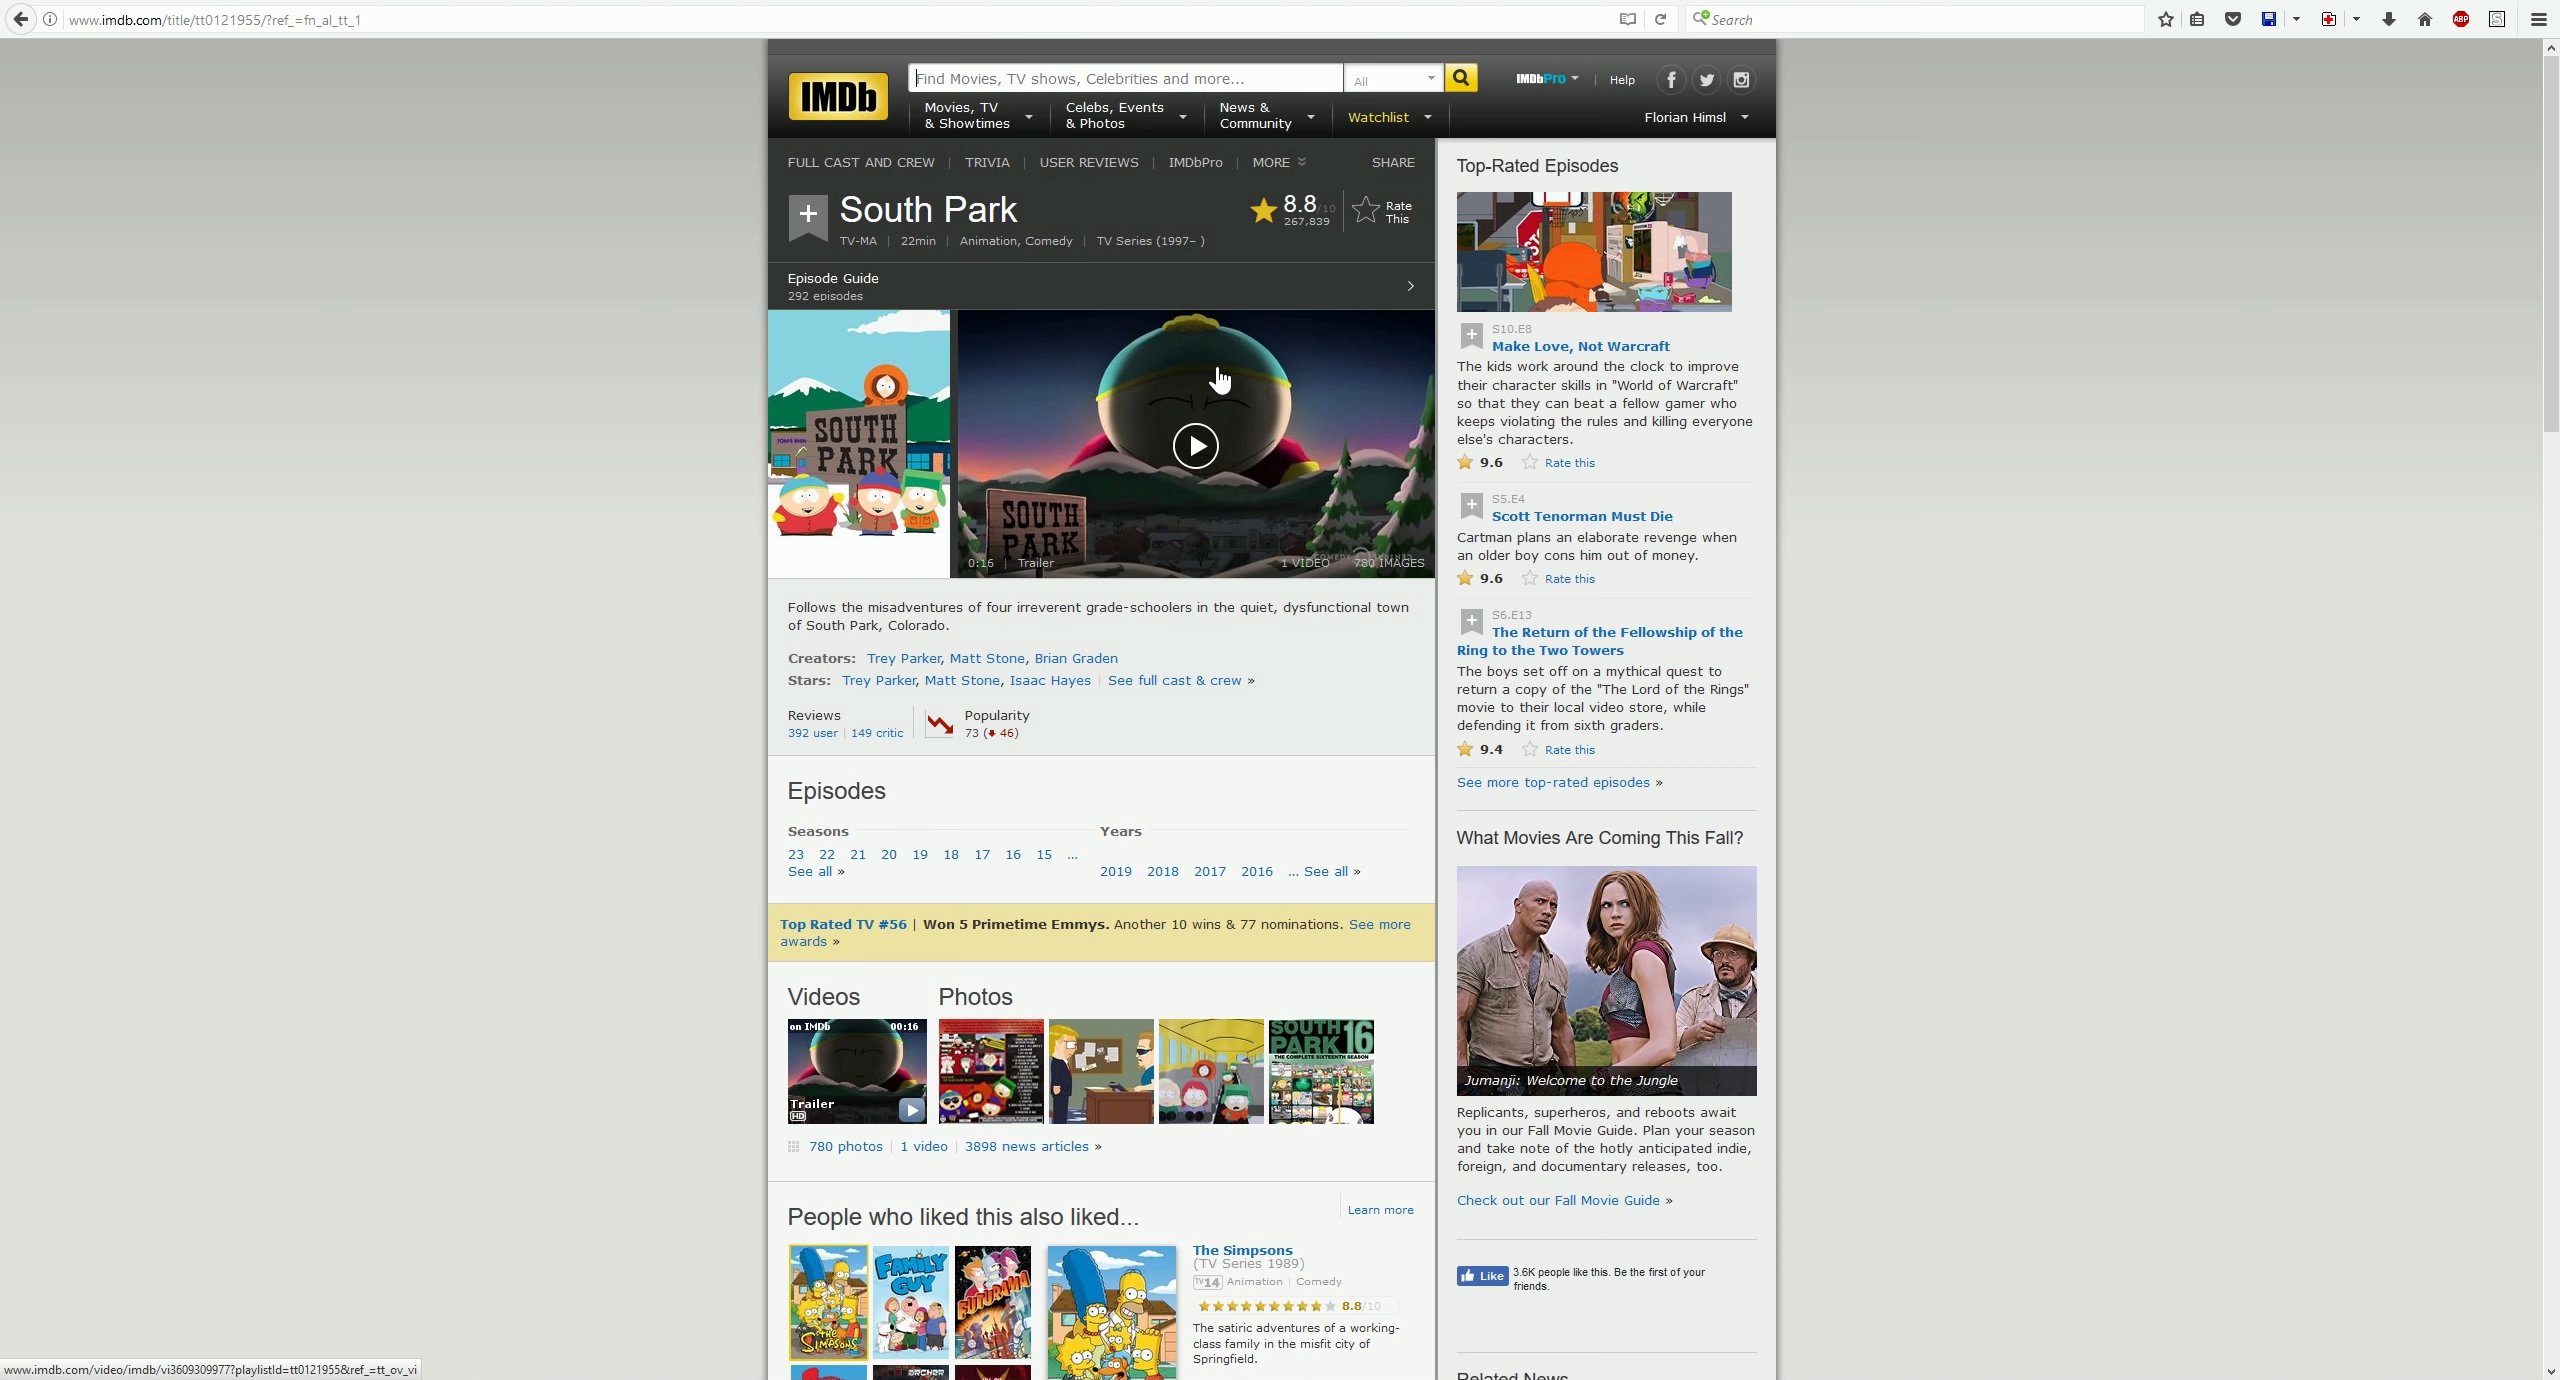 www.imdb.com/title/tt0121955/?ref_=fn_al_tt_1
Search
ABP
IMDb
Find Movies, TV shows, Celebrities and more...
All
IMDbPro
Help
Movies, TV
& Showtimes
Celebs, Events
& Photos
News &
Community
Watchlist
Florian Himsl
FULL CAST AND CREW | TRIVIA | USER REVIEWS | IMDbPro | MORE
SHARE
South Park
8.8/10
267,839
Rate
This
TV-MA | 22min | Animation, Comedy | TV Series (1997– )
Episode Guide
292 episodes
SOUTH
PARK
SOUTH
PARK
0:16 | Trailer
1 VIDEO
780 IMAGES
Follows the misadventures of four irreverent grade-schoolers in the quiet, dysfunctional town
of South Park, Colorado.
Creators: Trey Parker, Matt Stone, Brian Graden
Stars: Trey Parker, Matt Stone, Isaac Hayes | See full cast & crew »
Reviews
392 user | 149 critic
Popularity
73 (46)
Episodes
Seasons
23 22 21 20 19 18 17 16 15 ...
See all »
Years
2019 2018 2017 2016 ... See all »
Top Rated TV #56 | Won 5 Primetime Emmys. Another 10 wins & 77 nominations. See more
awards »
Videos
on IMDb 00:16
Trailer
HD
Photos
SOUTH
PARK 16
THE COMPLETE SIXTEENTH SEASON
780 photos | 1 video | 3898 news articles »
People who liked this also liked...
Learn more
The Simpsons
FAMILY GUY
FUTURAMA
ARCHER
The Simpsons
(TV Series 1989)
TV14 Animation | Comedy
8.8/10
The satiric adventures of a working-
class family in the misfit city of
Springfield.
Top-Rated Episodes
S10.E8
Make Love, Not Warcraft
The kids work around the clock to improve
their character skills in "World of Warcraft"
so that they can beat a fellow gamer who
keeps violating the rules and killing everyone
else's characters.
9.6 Rate this
S5.E4
Scott Tenorman Must Die
Cartman plans an elaborate revenge when
an older boy cons him out of money.
9.6 Rate this
S6.E13
The Return of the Fellowship of the
Ring to the Two Towers
The boys set off on a mythical quest to
return a copy of the "The Lord of the Rings"
movie to their local video store, while
defending it from sixth graders.
9.4 Rate this
See more top-rated episodes »
What Movies Are Coming This Fall?
Jumanji: Welcome to the Jungle
Replicants, superheros, and reboots await
you in our Fall Movie Guide. Plan your season
and take note of the hotly anticipated indie,
foreign, and documentary releases, too.
Check out our Fall Movie Guide »
Like
3.6K people like this. Be the first of your
friends.
Related News
www.imdb.com/video/imdb/vi3609309977?playlistId=tt0121955&ref_=tt_ov_vi